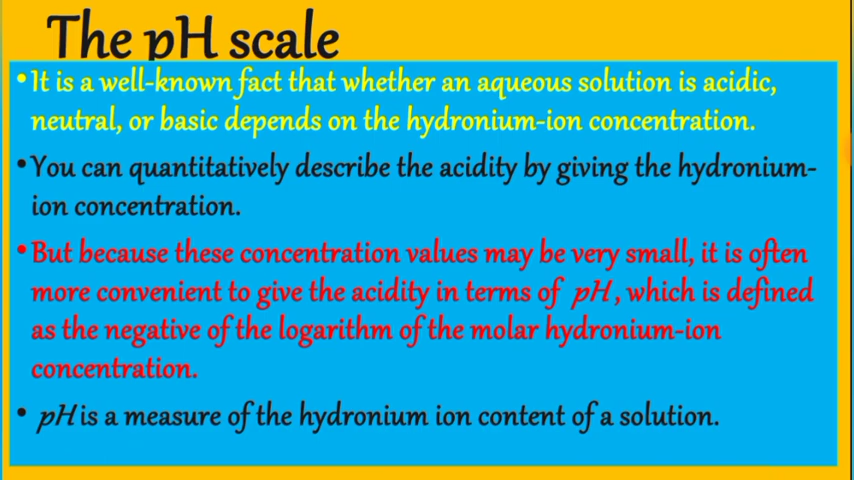 The pH scale
•It is a well-known fact that whether an aqueous solution is acidic,
neutral, or basic depends on the hydronium-ion concentration.
•You can quantitatively describe the acidity by giving the hydronium-
ion concentration.
•But because these concentration values may be very small, it is often
more convenient to give the acidity in terms of pH, which is defined
as the negative of the logarithm of the molar hydronium-ion
concentration.
• pH is a measure of the hydronium ion content of a solution.